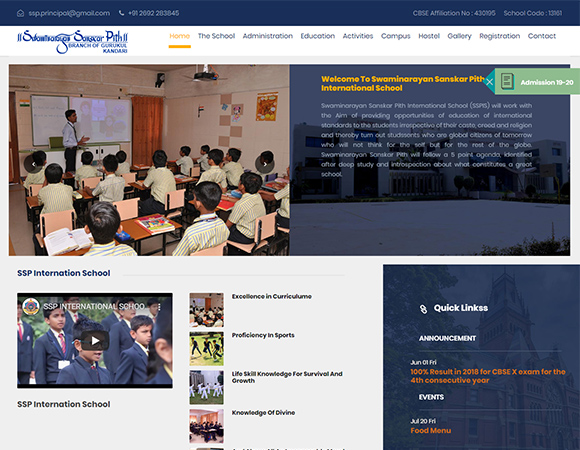 ssp.principal@gmail.com +91 2692 283845 CBSE Affiliation No : 430195 School Code : 13161
|| Swaminarayan Sanskar Pith ||
BRANCH OF GURUKUL
KANDARI
Home The School Administration Education Activities Campus Hostel Gallery Registration Contact
Welcome To Swaminarayan Sanskar Pith
International School
Admission 19-20
Swaminarayan Sanskar Pith International School (SSPIS) will work with
the Aim of providing opportunities of education of international
standards to the students irrespective of their caste, creed and religion
and thereby turn out studssonts who are global citizens of tomorrow
who will not think for the self but for the rest of the globe.
Swaminarayan Sanskar Pith will follow a 5 point agenda, identified
after deep study and introspection about what constitutes a great
school.
SSP Internation School
SSP INTERNATIONAL SCHOO
SSP Internation School
Excellence in Curriculume
Proficiency In Sports
Life Skill Knowledge For Survival And
Growth
Knowledge Of Divine
Quick Linkss
ANNOUNCEMENT
Jun 01 Fri
100% Result in 2018 for CBSE X exam for the
4th consecutive year
EVENTS
Jul 20 Fri
Food Menu